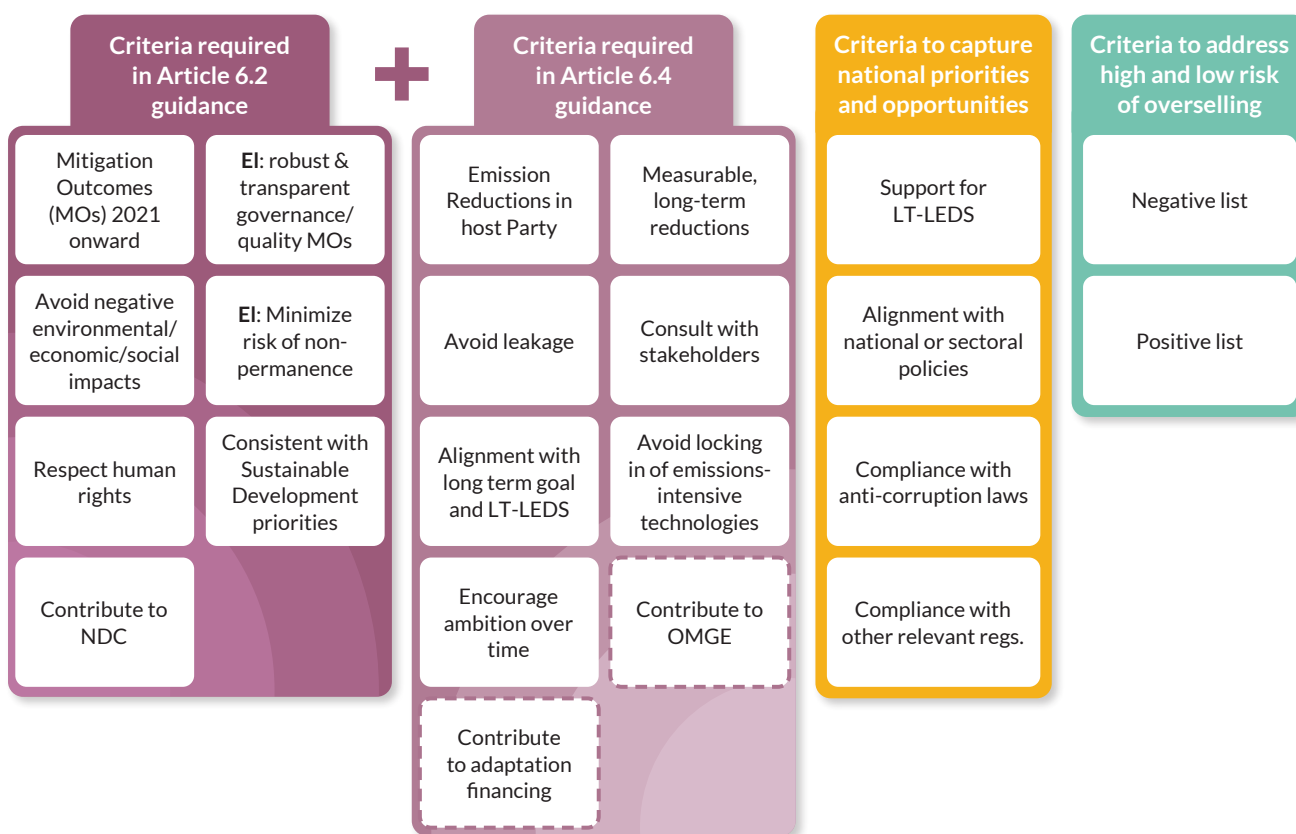 Criteria required
in Article 6.2
guidance
Mitigation
Outcomes
(MOs) 2021
onward
EI: robust &
transparent
governance/
quality MOs
Avoid negative
environmental/
economic/social
impacts
EI: Minimize
risk of non-
permanence
Respect human
rights
Consistent with
Sustainable
Development
priorities
Contribute to
NDC
+
Criteria required
in Article 6.4
guidance
Emission
Reductions in
host Party
Measurable,
long-term
reductions
Avoid leakage
Consult with
stakeholders
Alignment with
long term goal
and LT-LEDS
Avoid locking
in of emissions-
intensive
technologies
Encourage
ambition over
time
Contribute to
OMGE
Contribute
to adaptation
financing
Criteria to capture
national priorities
and opportunities
Support for
LT-LEDS
Alignment with
national or sectoral
policies
Compliance with
anti-corruption laws
Compliance with
other relevant regs.
Criteria to address
high and low risk
of overselling
Negative list
Positive list